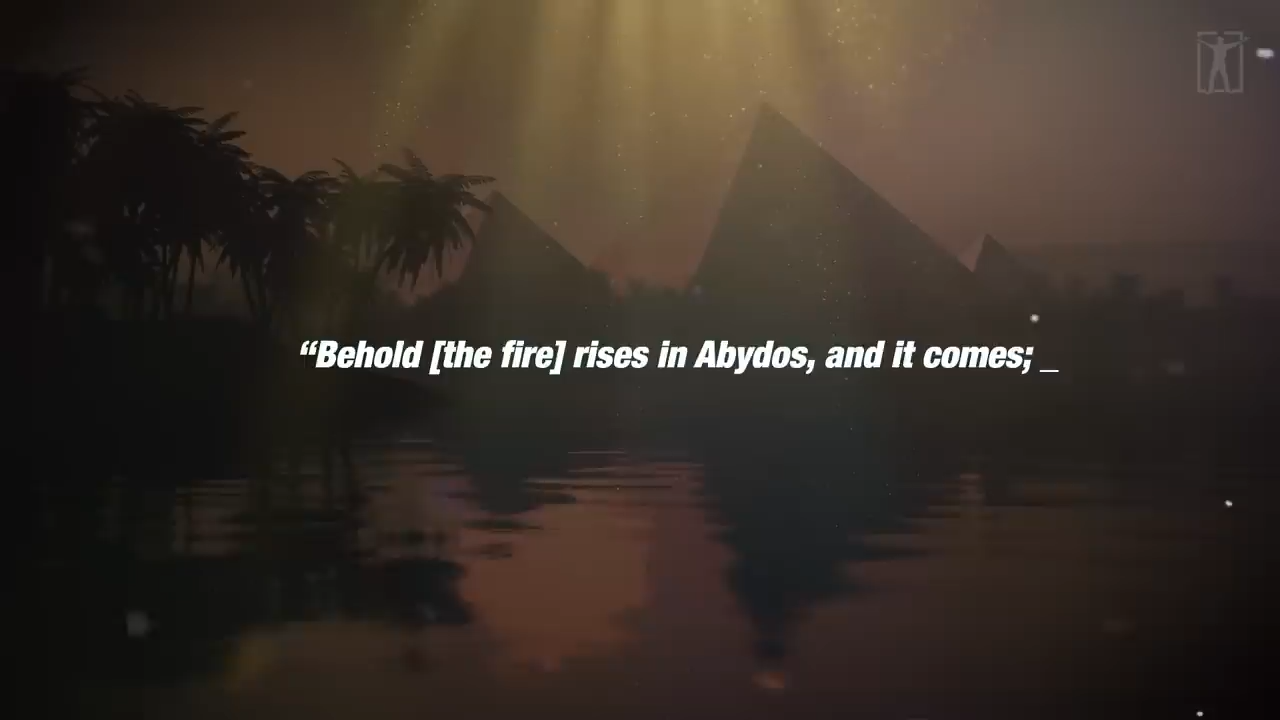 “Behold [the fire] rises in Abydos, and it comes; _